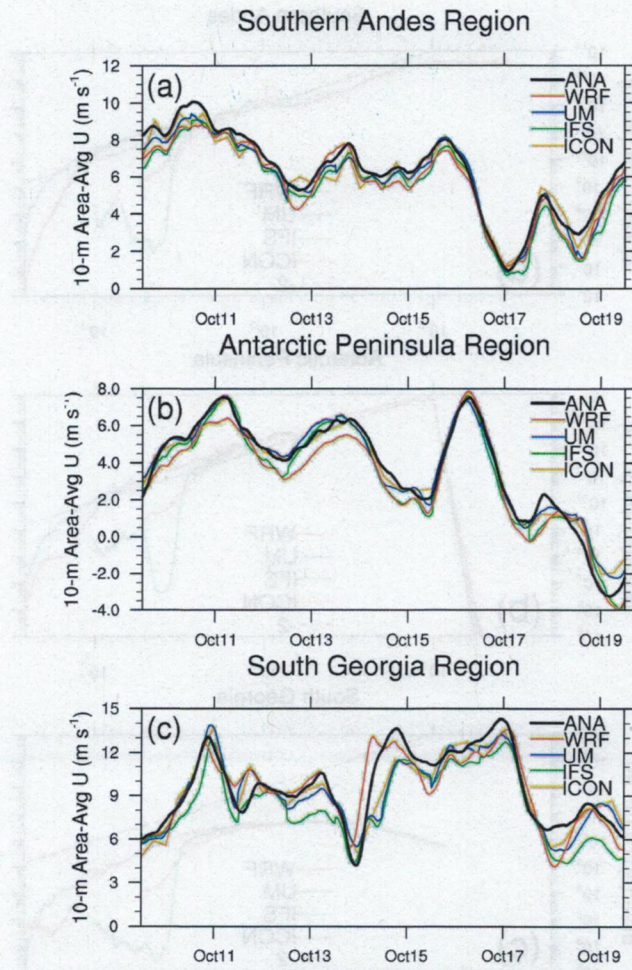 Southern Andes Region
(a)
10-m Area-Avg U (m s⁻¹)
12
10
8
6
4
2
0
ANA
WRF
UM
IFS
ICON
Oct11
Oct13
Oct15
Oct17
Oct19
Antarctic Peninsula Region
(b)
10-m Area-Avg U (m s⁻¹)
8.0
6.0
4.0
2.0
0.0
-2.0
-4.0
ANA
WRF
UM
IFS
ICON
Oct11
Oct13
Oct15
Oct17
Oct19
South Georgia Region
(c)
10-m Area-Avg U (m s⁻¹)
15
12
9
6
3
0
ANA
WRF
UM
IFS
ICON
Oct11
Oct13
Oct15
Oct17
Oct19